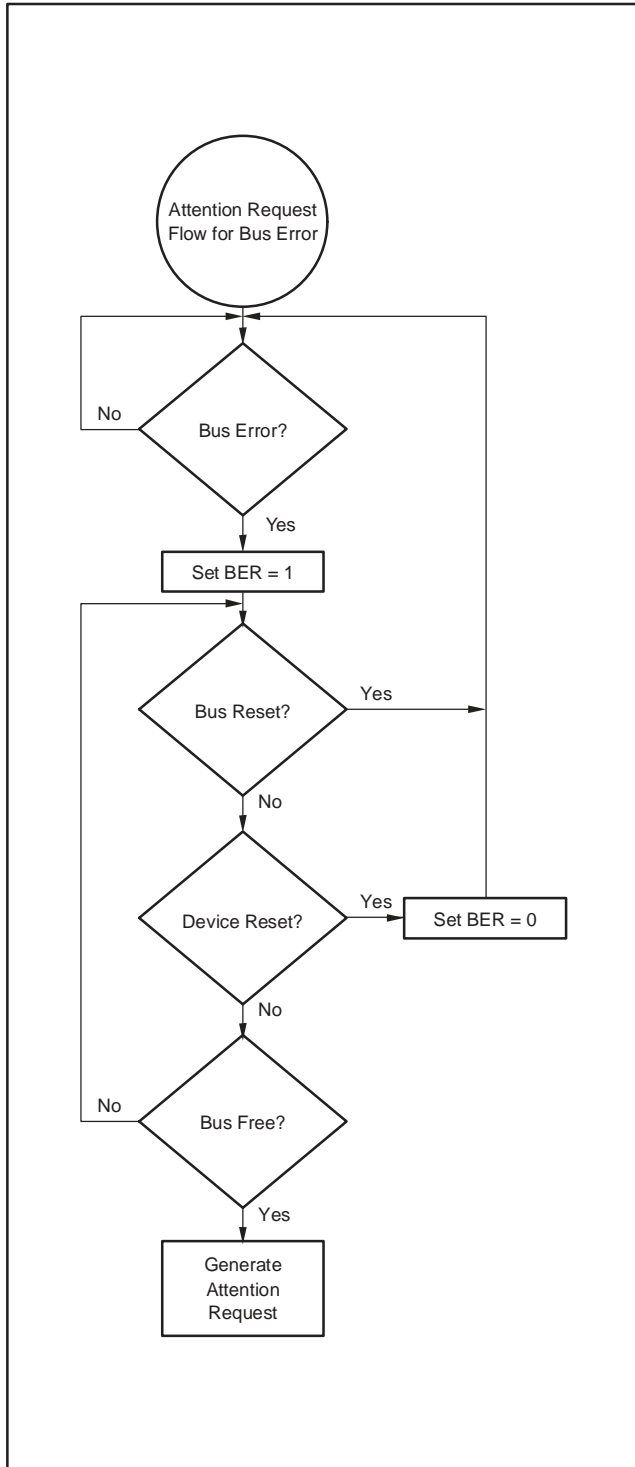 Attention Request
Flow for Bus Error
No
Bus Error?
Yes
Set BER = 1
Bus Reset?
Yes
No
Device Reset?
Yes
Set BER = 0
No
No
Bus Free?
Yes
Generate
Attention
Request